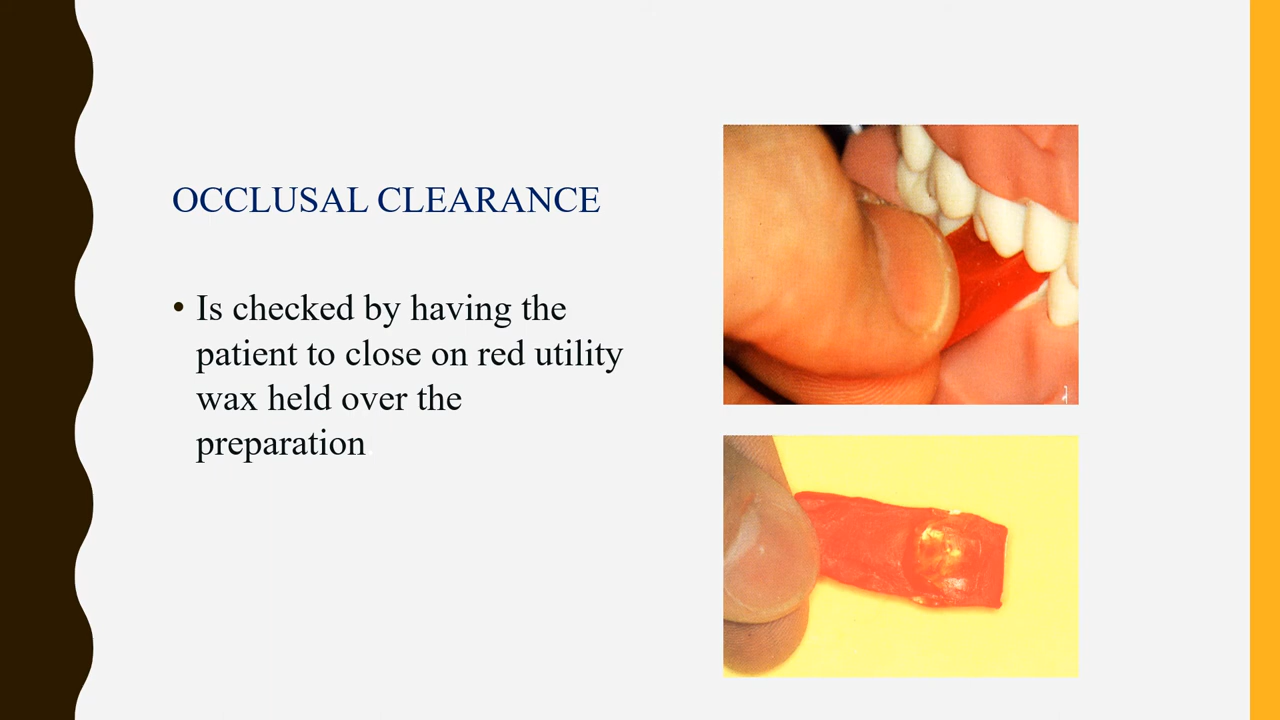 OCCLUSAL CLEARANCE
• Is checked by having the
patient to close on red utility
wax held over the
preparation.